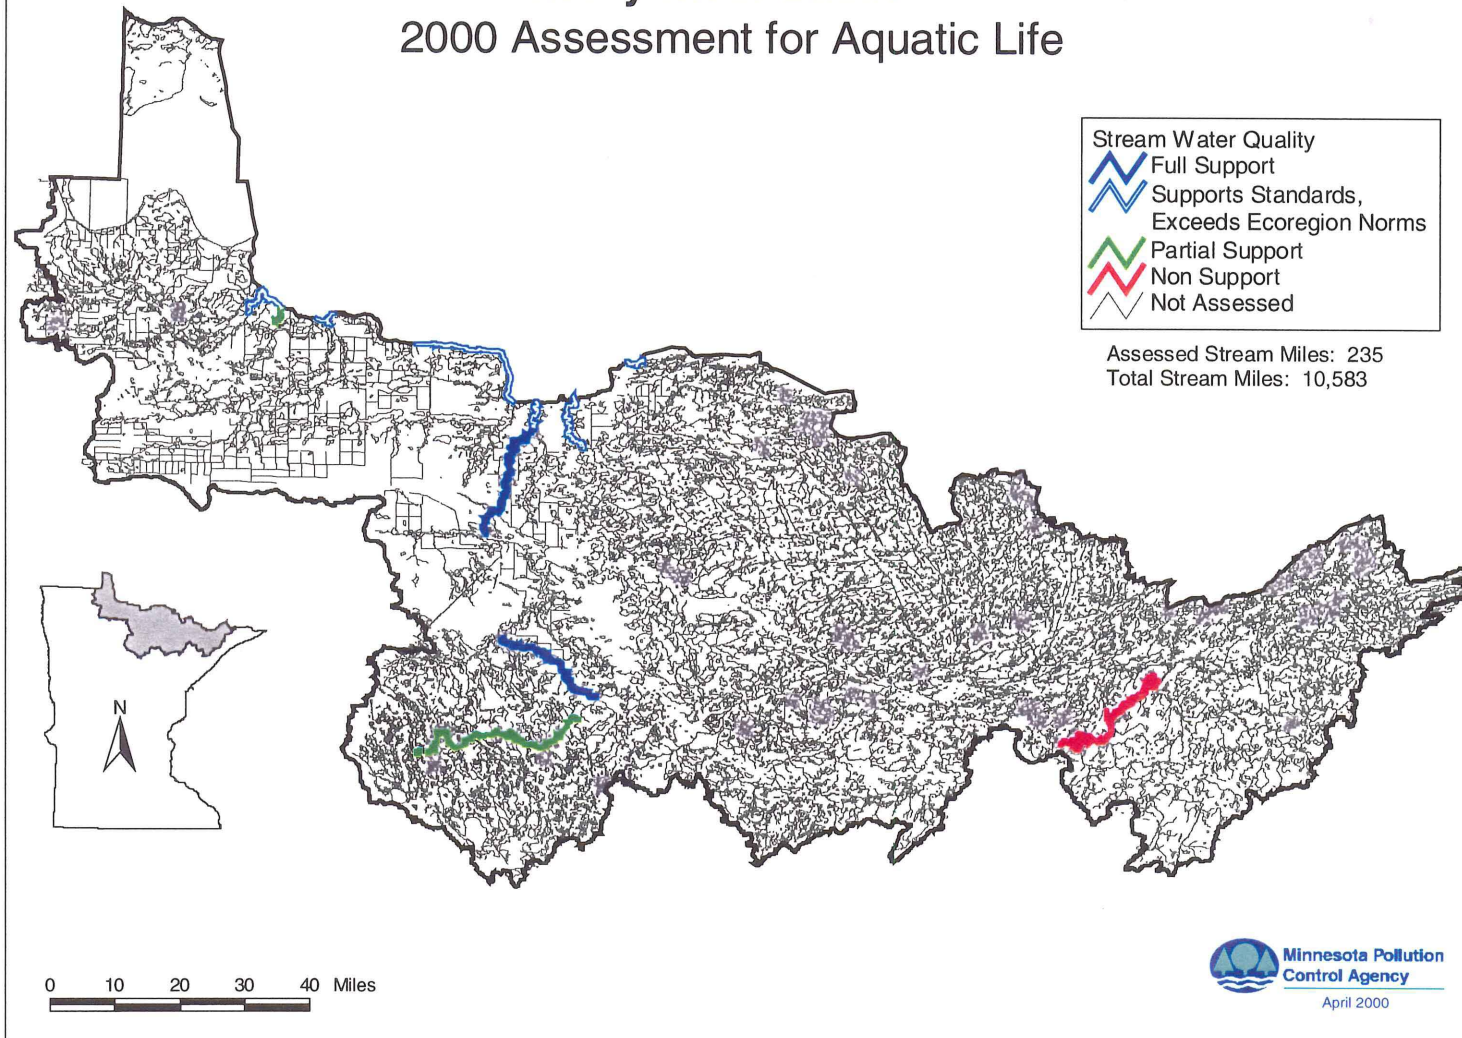 2000 Assessment for Aquatic Life
Stream Water Quality
Full Support
Supports Standards,
Exceeds Ecoregion Norms
Partial Support
Non Support
Not Assessed
Assessed Stream Miles: 235
Total Stream Miles: 10,583
N
0 10 20 30 40 Miles
Minnesota Pollution
Control Agency
April 2000